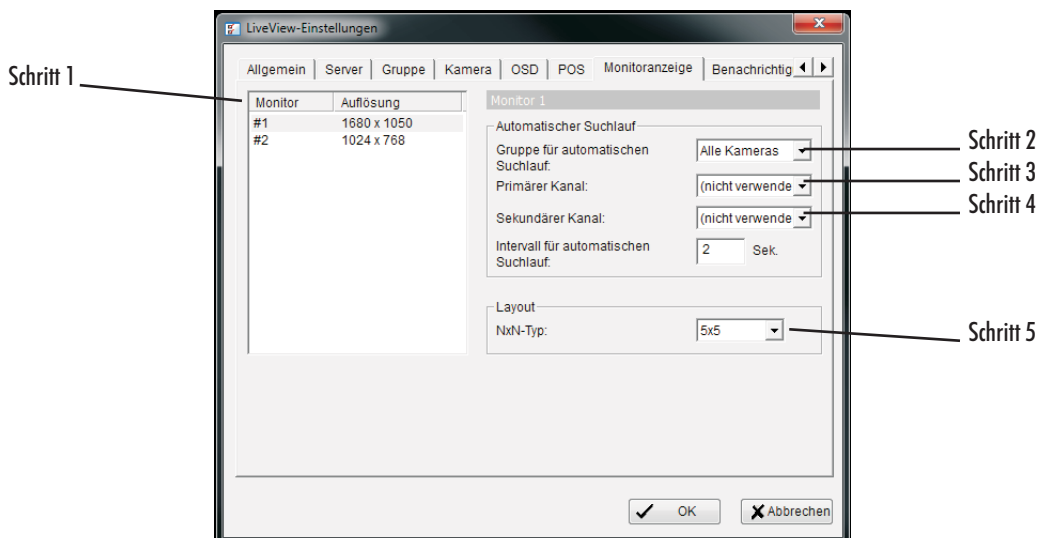 LiveView-Einstellungen
Schritt 1
Allgemein Server Gruppe Kamera OSD POS Monitoranzeige Benachrichtig
Monitor Auflösung
#1 1680 x 1050
#2 1024 x 768
Monitor 1
Automatischer Suchlauf
Gruppe für automatischen
Suchlauf:
Alle Kameras
Schritt 2
Primärer Kanal:
(nicht verwende
Schritt 3
Sekundärer Kanal:
(nicht verwende
Schritt 4
Intervall für automatischen
Suchlauf:
2 Sek.
Layout
NxN-Typ:
5x5
Schritt 5
OK
Abbrechen